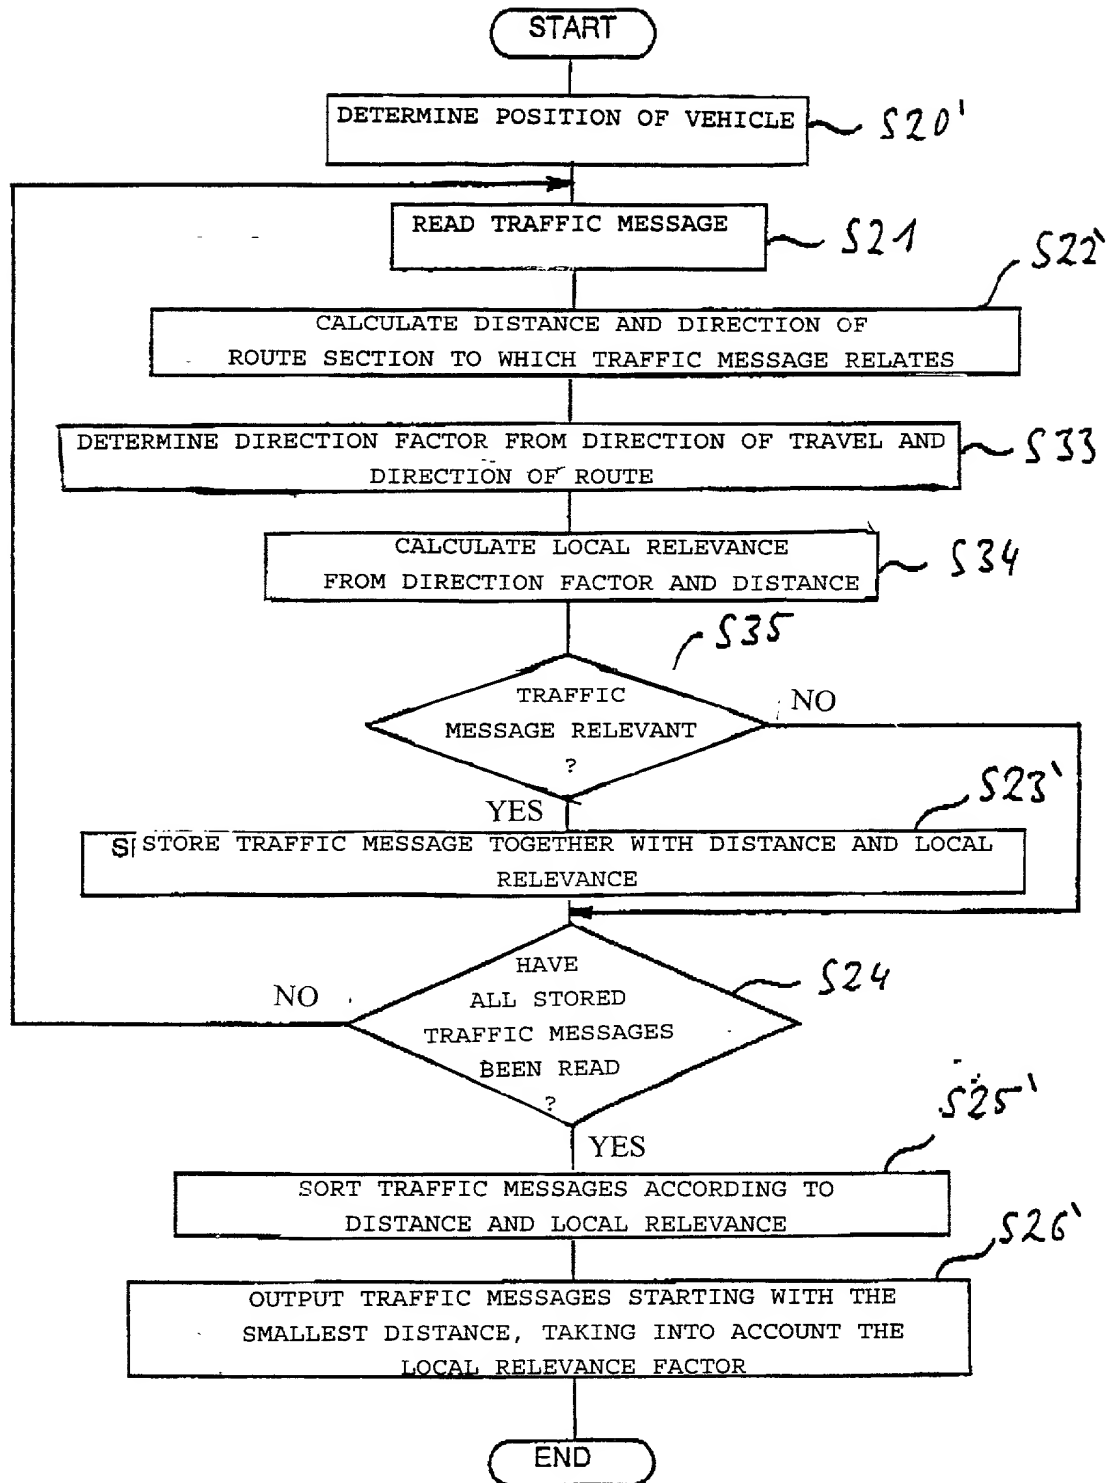 START
DETERMINE POSITION OF VEHICLE
S20'
READ TRAFFIC MESSAGE
S21
S22'
CALCULATE DISTANCE AND DIRECTION OF
ROUTE SECTION TO WHICH TRAFFIC MESSAGE RELATES
DETERMINE DIRECTION FACTOR FROM DIRECTION OF TRAVEL AND
DIRECTION OF ROUTE
S33
CALCULATE LOCAL RELEVANCE
FROM DIRECTION FACTOR AND DISTANCE
S34
S35
TRAFFIC
MESSAGE RELEVANT
?
NO
YES
S23'
S STORE TRAFFIC MESSAGE TOGETHER WITH DISTANCE AND LOCAL
RELEVANCE
HAVE
ALL STORED
TRAFFIC MESSAGES
BEEN READ
?
S24
NO
YES
S25'
SORT TRAFFIC MESSAGES ACCORDING TO
DISTANCE AND LOCAL RELEVANCE
S26'
OUTPUT TRAFFIC MESSAGES STARTING WITH THE
SMALLEST DISTANCE, TAKING INTO ACCOUNT THE
LOCAL RELEVANCE FACTOR
END